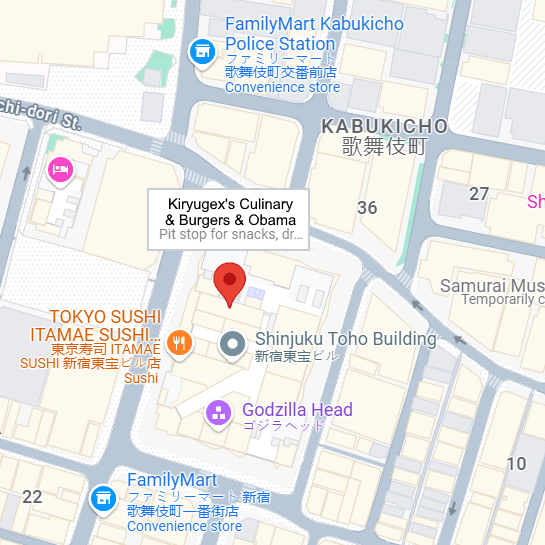 FamilyMart Kabukicho
Police Station
ファミリーマート
歌舞伎町交番前店
Convenience store
chi-dori St.
KABUKICHO
歌舞伎町
27
36
Sh
Kiryugex's Culinary
& Burgers & Obama
Pit stop for snacks, dr...
Samurai Mus
Temporarily c
TOKYO SUSHI
ITAMAE SUSHI...
東京寿司 ITAMAE
SUSHI 新宿東宝ビル店
Sushi
Shinjuku Toho Building
新宿東宝ビル
Godzilla Head
ゴジラヘッド
10
22
FamilyMart
ファミリーマート 新宿
歌舞伎町一番街店
Convenience store